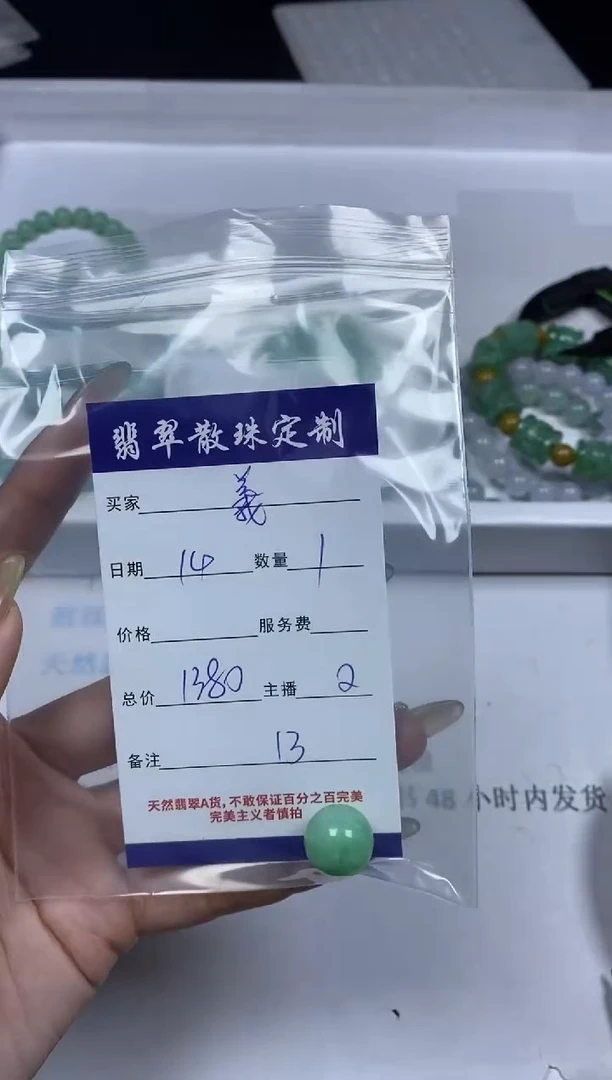 翡翠散珠定制
买家 義
日期 14 数量 1
价格 服务费
总价 1380 主播 2
备注 13
天然翡翠A货,不敢保证百分之百完美
完美主义者慎拍
48小时内发货